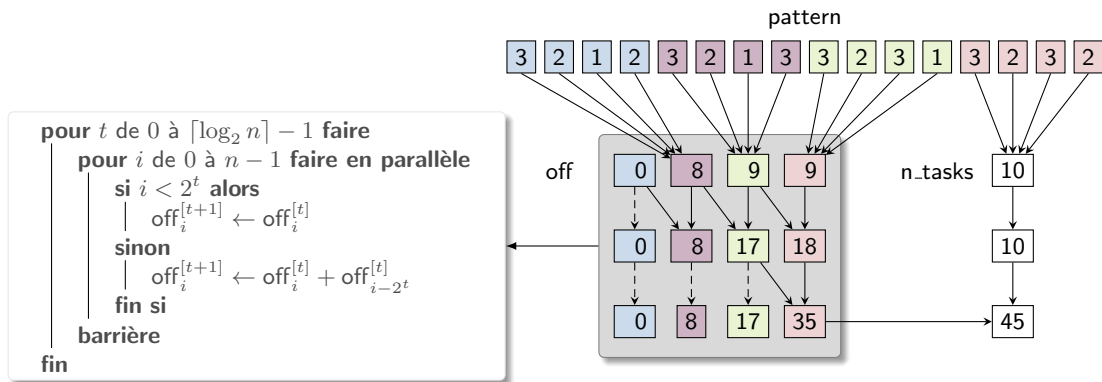 pattern
3 2 1 2 3 2 1 3 3 2 3 1 3 2 3 2
pour t de 0 à ⌈log₂ n⌉ − 1 faire
pour i de 0 à n − 1 faire en parallèle
si i < 2^t alors
off_i^[t+1] ← off_i^[t]
sinon
off_i^[t+1] ← off_i^[t] + off_{i−2^t}^[t]
fin si
barrière
fin
off
0 8 9 9
0 8 17 18
0 8 17 35
n_tasks
10
10
45